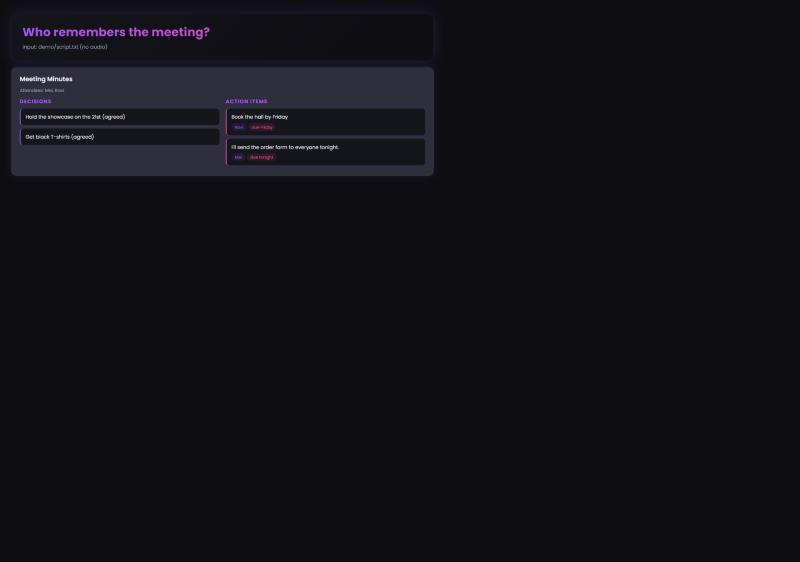 Who remembers the meeting?
input: demo/script.txt (no audio)
Meeting Minutes
Attendees: Mei, Ravi
DECISIONS
Hold the showcase on the 21st (agreed)
Get black T-shirts (agreed)
ACTION ITEMS
Book the hall by Friday
Ravi due Friday
I'll send the order form to everyone tonight.
Mei due tonight